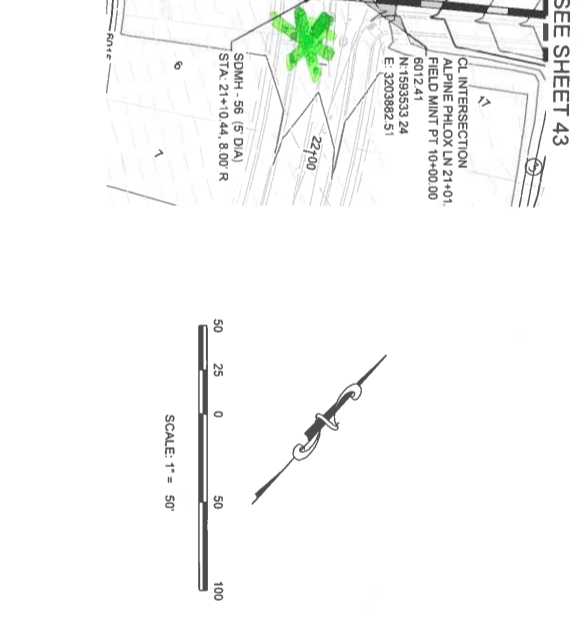 SEE SHEET 43
CL INTERSECTION
ALPINE PHLOX LN 21+01.
FIELD MINT PT 10+00.00
6012.41
N:1593533.24
E: 3203882.51
17
3
22+00
SDMH - 56 (5' DIA)
STA: 21+10.44, 8.00' R
6
7
50 25 0 50 100
SCALE: 1" = 50'